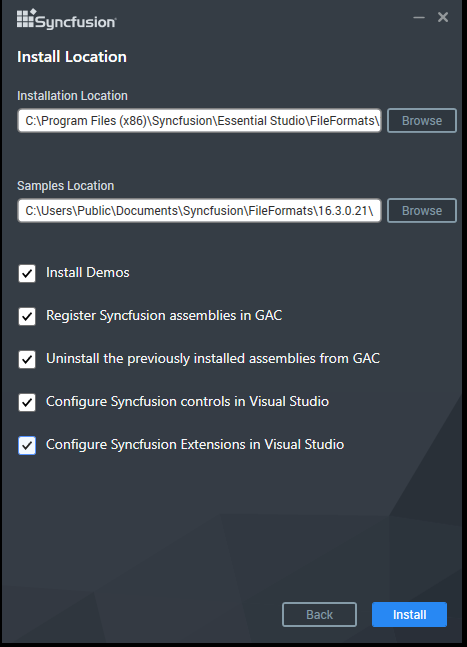 Syncfusion
Install Location
Installation Location
C:\Program Files (x86)\Syncfusion\Essential Studio\FileFormats\
Browse
Samples Location
C:\Users\Public\Documents\Syncfusion\FileFormats\16.3.0.21\
Browse
Install Demos
Register Syncfusion assemblies in GAC
Uninstall the previously installed assemblies from GAC
Configure Syncfusion controls in Visual Studio
Configure Syncfusion Extensions in Visual Studio
Back
Install